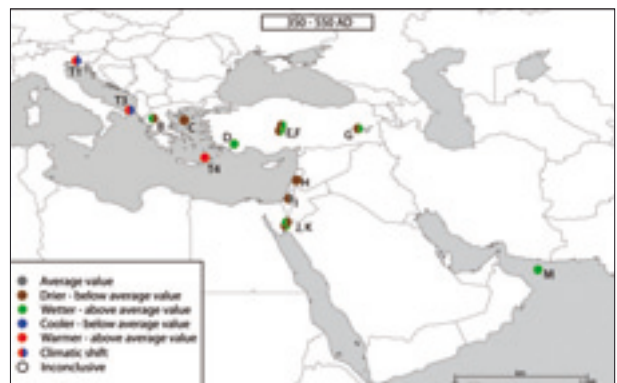 350 - 550 AD
T1
T3
B
C
D
E,F
G
T4
H
I
J, K
M
Average value
Drier - below average value
Wetter - above average value
Cooler - below average value
Warmer - above average value
Climatic shift
Inconclusive